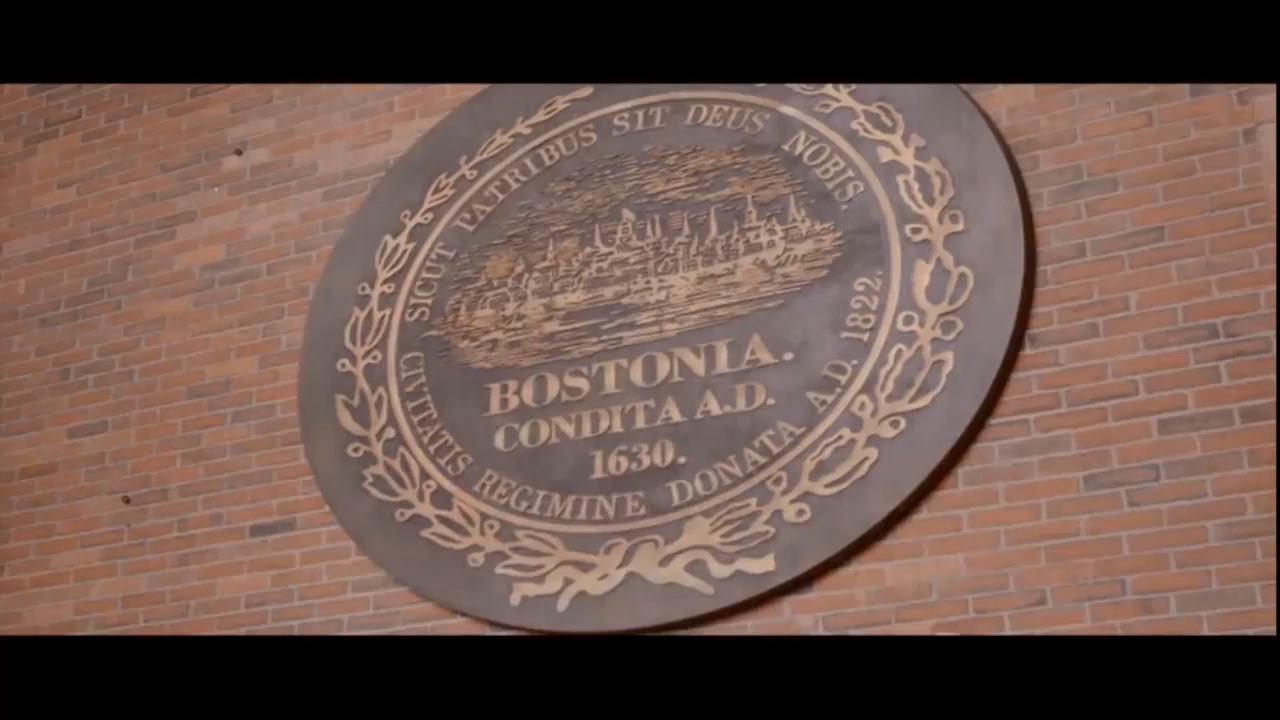 SICUT PATRIBUS SIT DEUS NOBIS.
BOSTONIA.
CONDITA A.D.
1630.
CIVITATIS REGIMINE DONATA A.D. 1822.